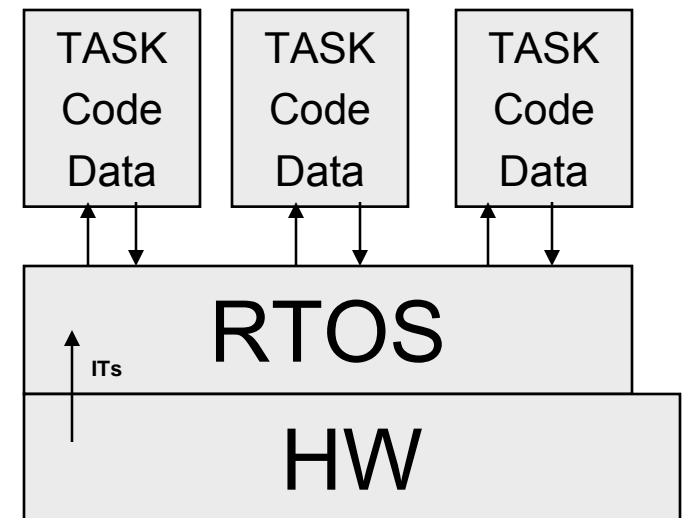 TASK
Code
Data
TASK
Code
Data
TASK
Code
Data
RTOS
ITs
HW